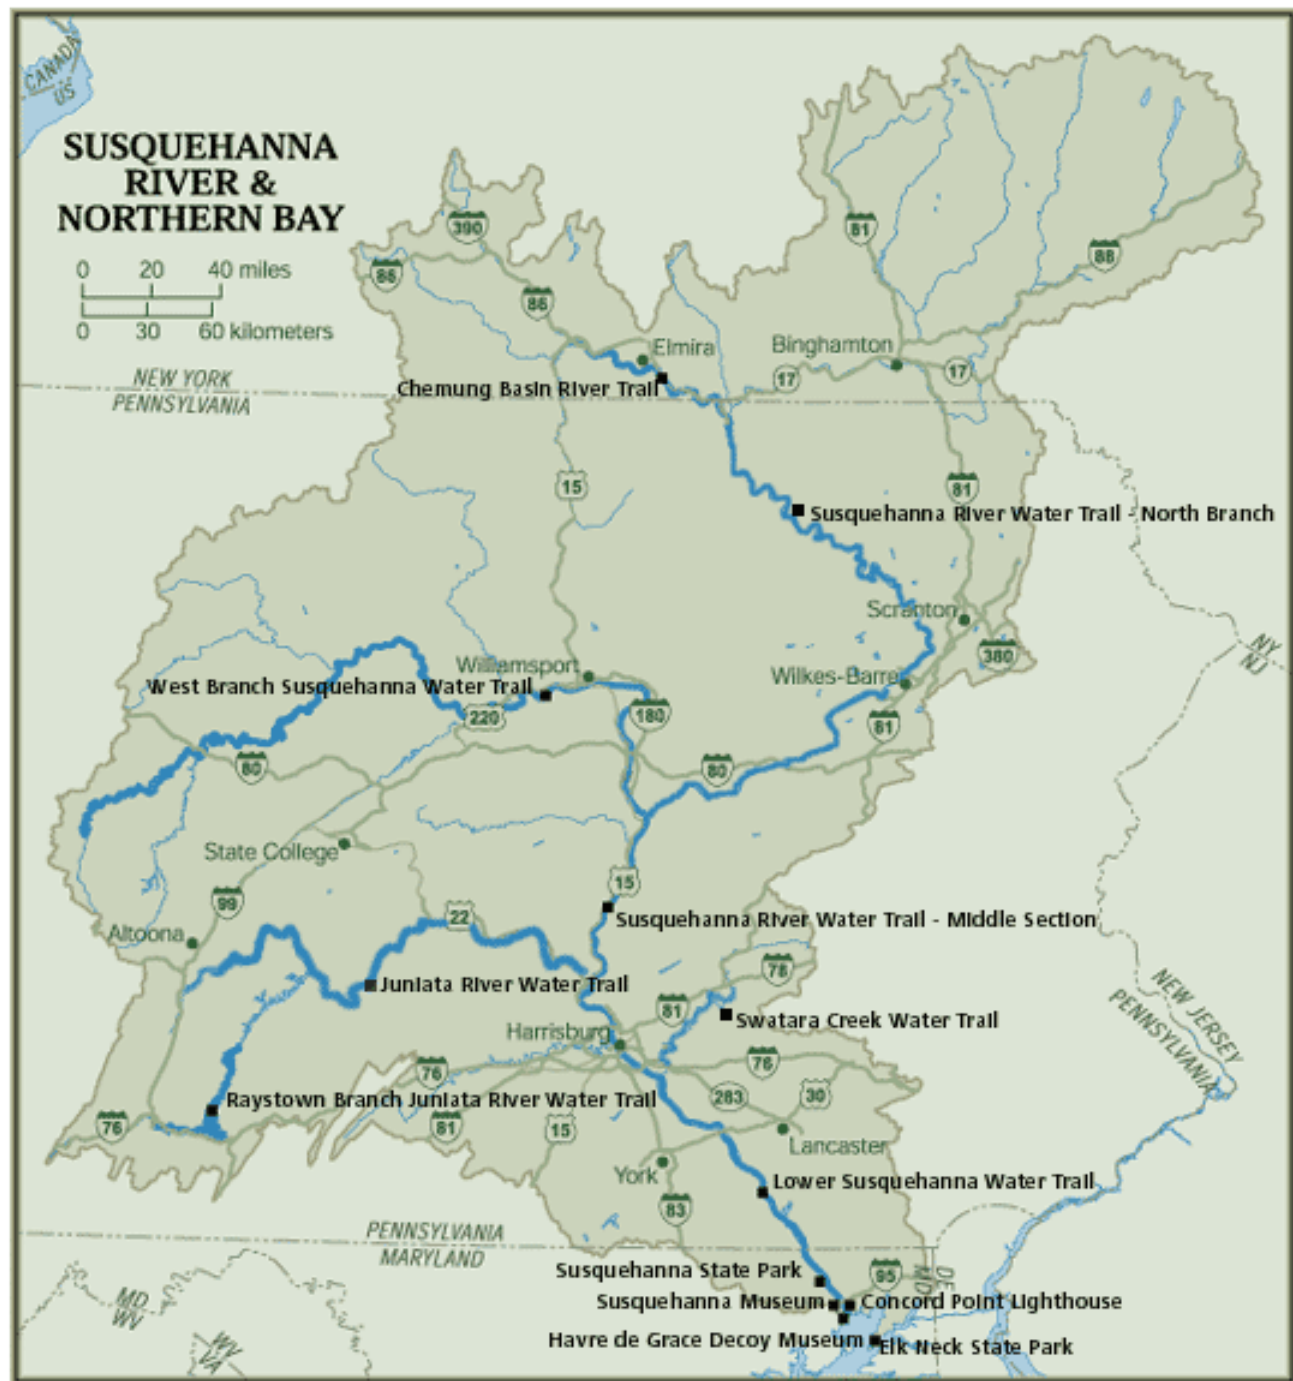 CANADA
US
SUSQUEHANNA
RIVER &
NORTHERN BAY
0 20 40 miles
0 30 60 kilometers
390
86
86
81
88
Elmira
Binghamton
17
17
NEW YORK
PENNSYLVANIA
Chemung Basin River Trail
15
81
Susquehanna River Water Trail - North Branch
Scranton
380
NY
NJ
Williamsport
Wilkes-Barre
West Branch Susquehanna Water Trail
220
180
81
80
80
State College
15
99
22
Susquehanna River Water Trail - Middle Section
Altoona
78
Juniata River Water Trail
NEW JERSEY
PENNSYLVANIA
81
Swatara Creek Water Trail
Harrisburg
76
76
283
30
Raystown Branch Juniata River Water Trail
76
81
15
Lancaster
York
Lower Susquehanna Water Trail
83
PENNSYLVANIA
MARYLAND
Susquehanna State Park
95
DE
MD
MD
WV
Susquehanna Museum
Concord Point Lighthouse
WV
VA
Havre de Grace Decoy Museum
Elk Neck State Park